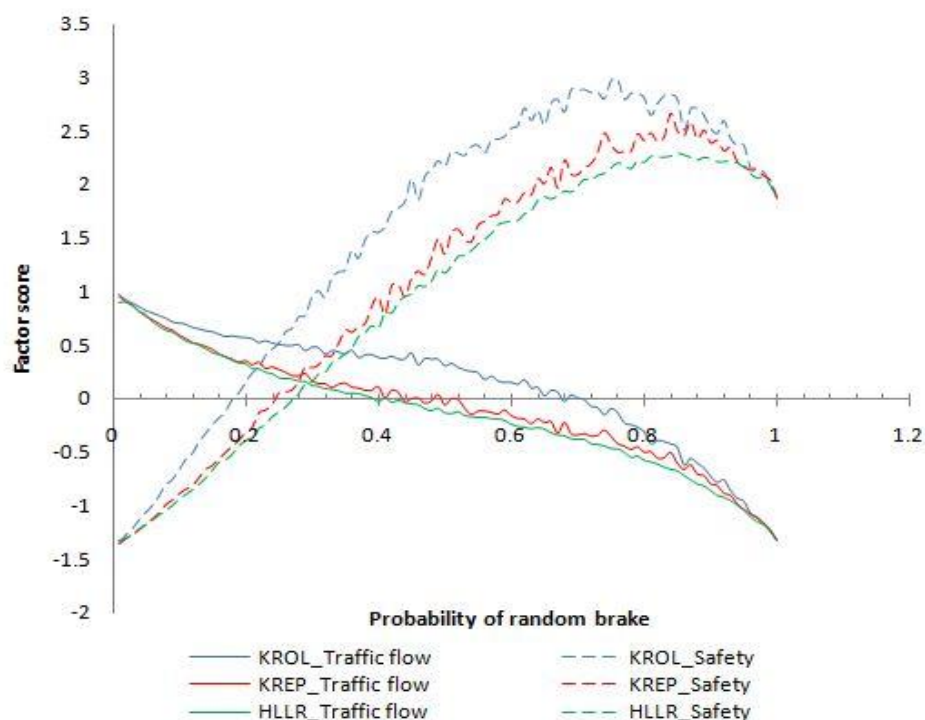 3.5
3
2.5
2
1.5
1
0.5
0
-0.5
-1
-1.5
-2
Factor score
0 0.2 0.4 0.6 0.8 1 1.2
Probability of random brake
KROL_Traffic flow KROL_Safety
KREP_Traffic flow KREP_Safety
HLLR_Traffic flow HLLR_Safety